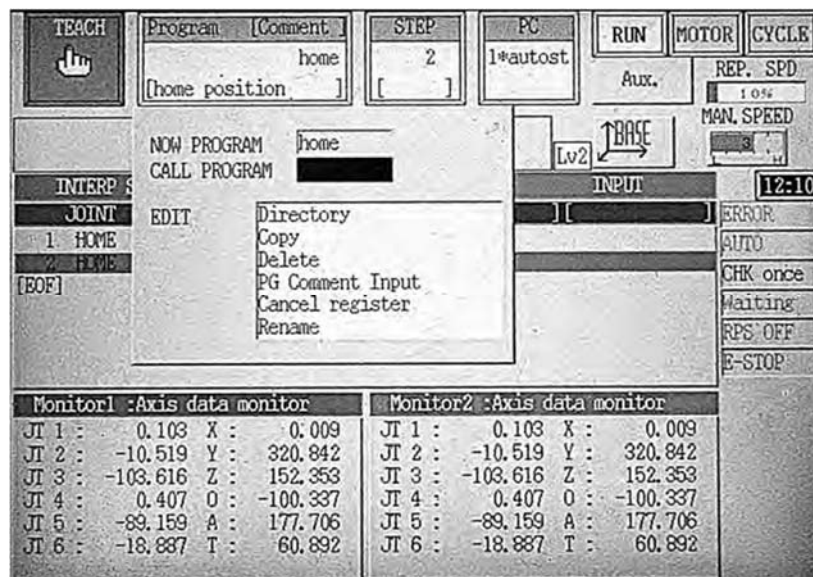 TEACH
Program [Comment ]
home
[home position ]
STEP
2
[ ]
PC
1*autost
RUN
MOTOR
CYCLE
Aux.
REP. SPD
10%
MAN. SPEED
3
H
BASE
Lv2
NOW PROGRAM home
CALL PROGRAM
EDIT
Directory
Copy
Delete
PG Comment Input
Cancel register
Rename
INTERP S
INPUT
12:10
JOINT
][ ]
1 HOME
2 HOME
[EOF]
ERROR
AUTO
CHK once
Waiting
RPS OFF
E-STOP
Monitor1 :Axis data monitor
JT 1 : 0.103 X : 0.009
JT 2 : -10.519 Y : 320.842
JT 3 : -103.616 Z : 152.353
JT 4 : 0.407 O : -100.337
JT 5 : -89.159 A : 177.706
JT 6 : -18.887 T : 60.892
Monitor2 :Axis data monitor
JT 1 : 0.103 X : 0.009
JT 2 : -10.519 Y : 320.842
JT 3 : -103.616 Z : 152.353
JT 4 : 0.407 O : -100.337
JT 5 : -89.159 A : 177.706
JT 6 : -18.887 T : 60.892